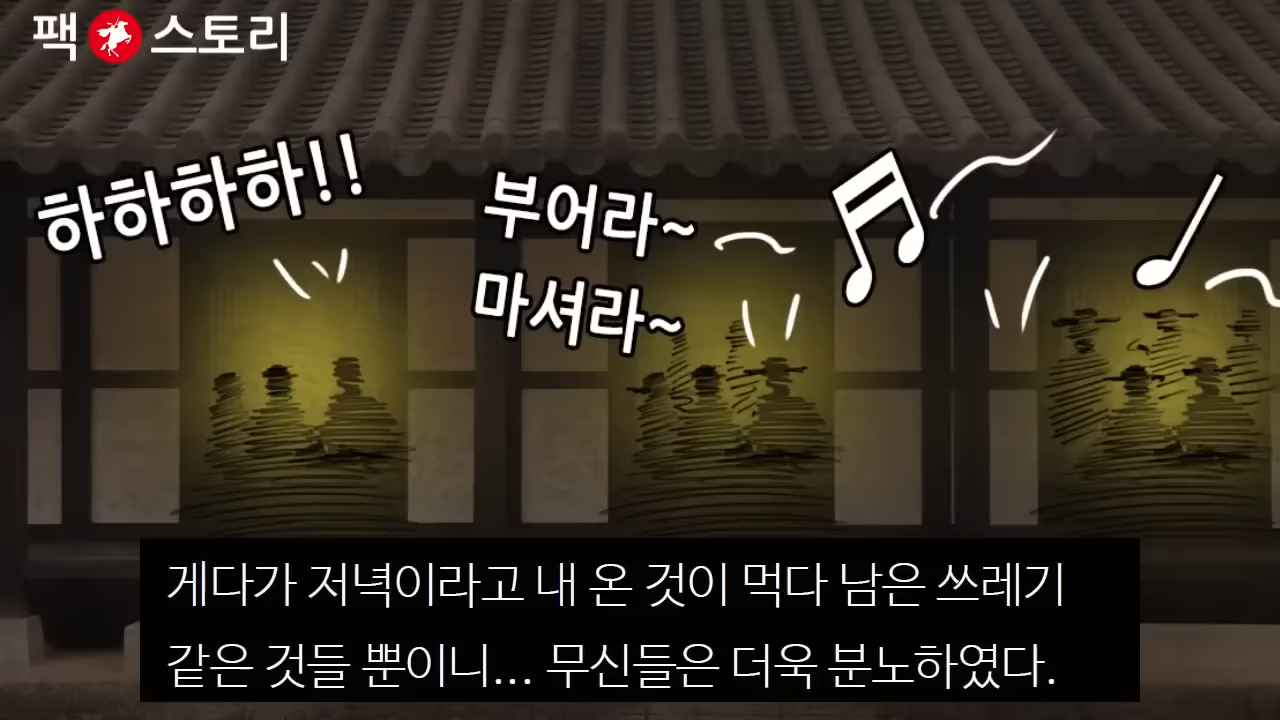 팩스토리
하하하하!!
부어라~
마셔라~
게다가 저녁이라고 내 온 것이 먹다 남은 쓰레기
같은 것들 뿐이니... 무신들은 더욱 분노하였다.